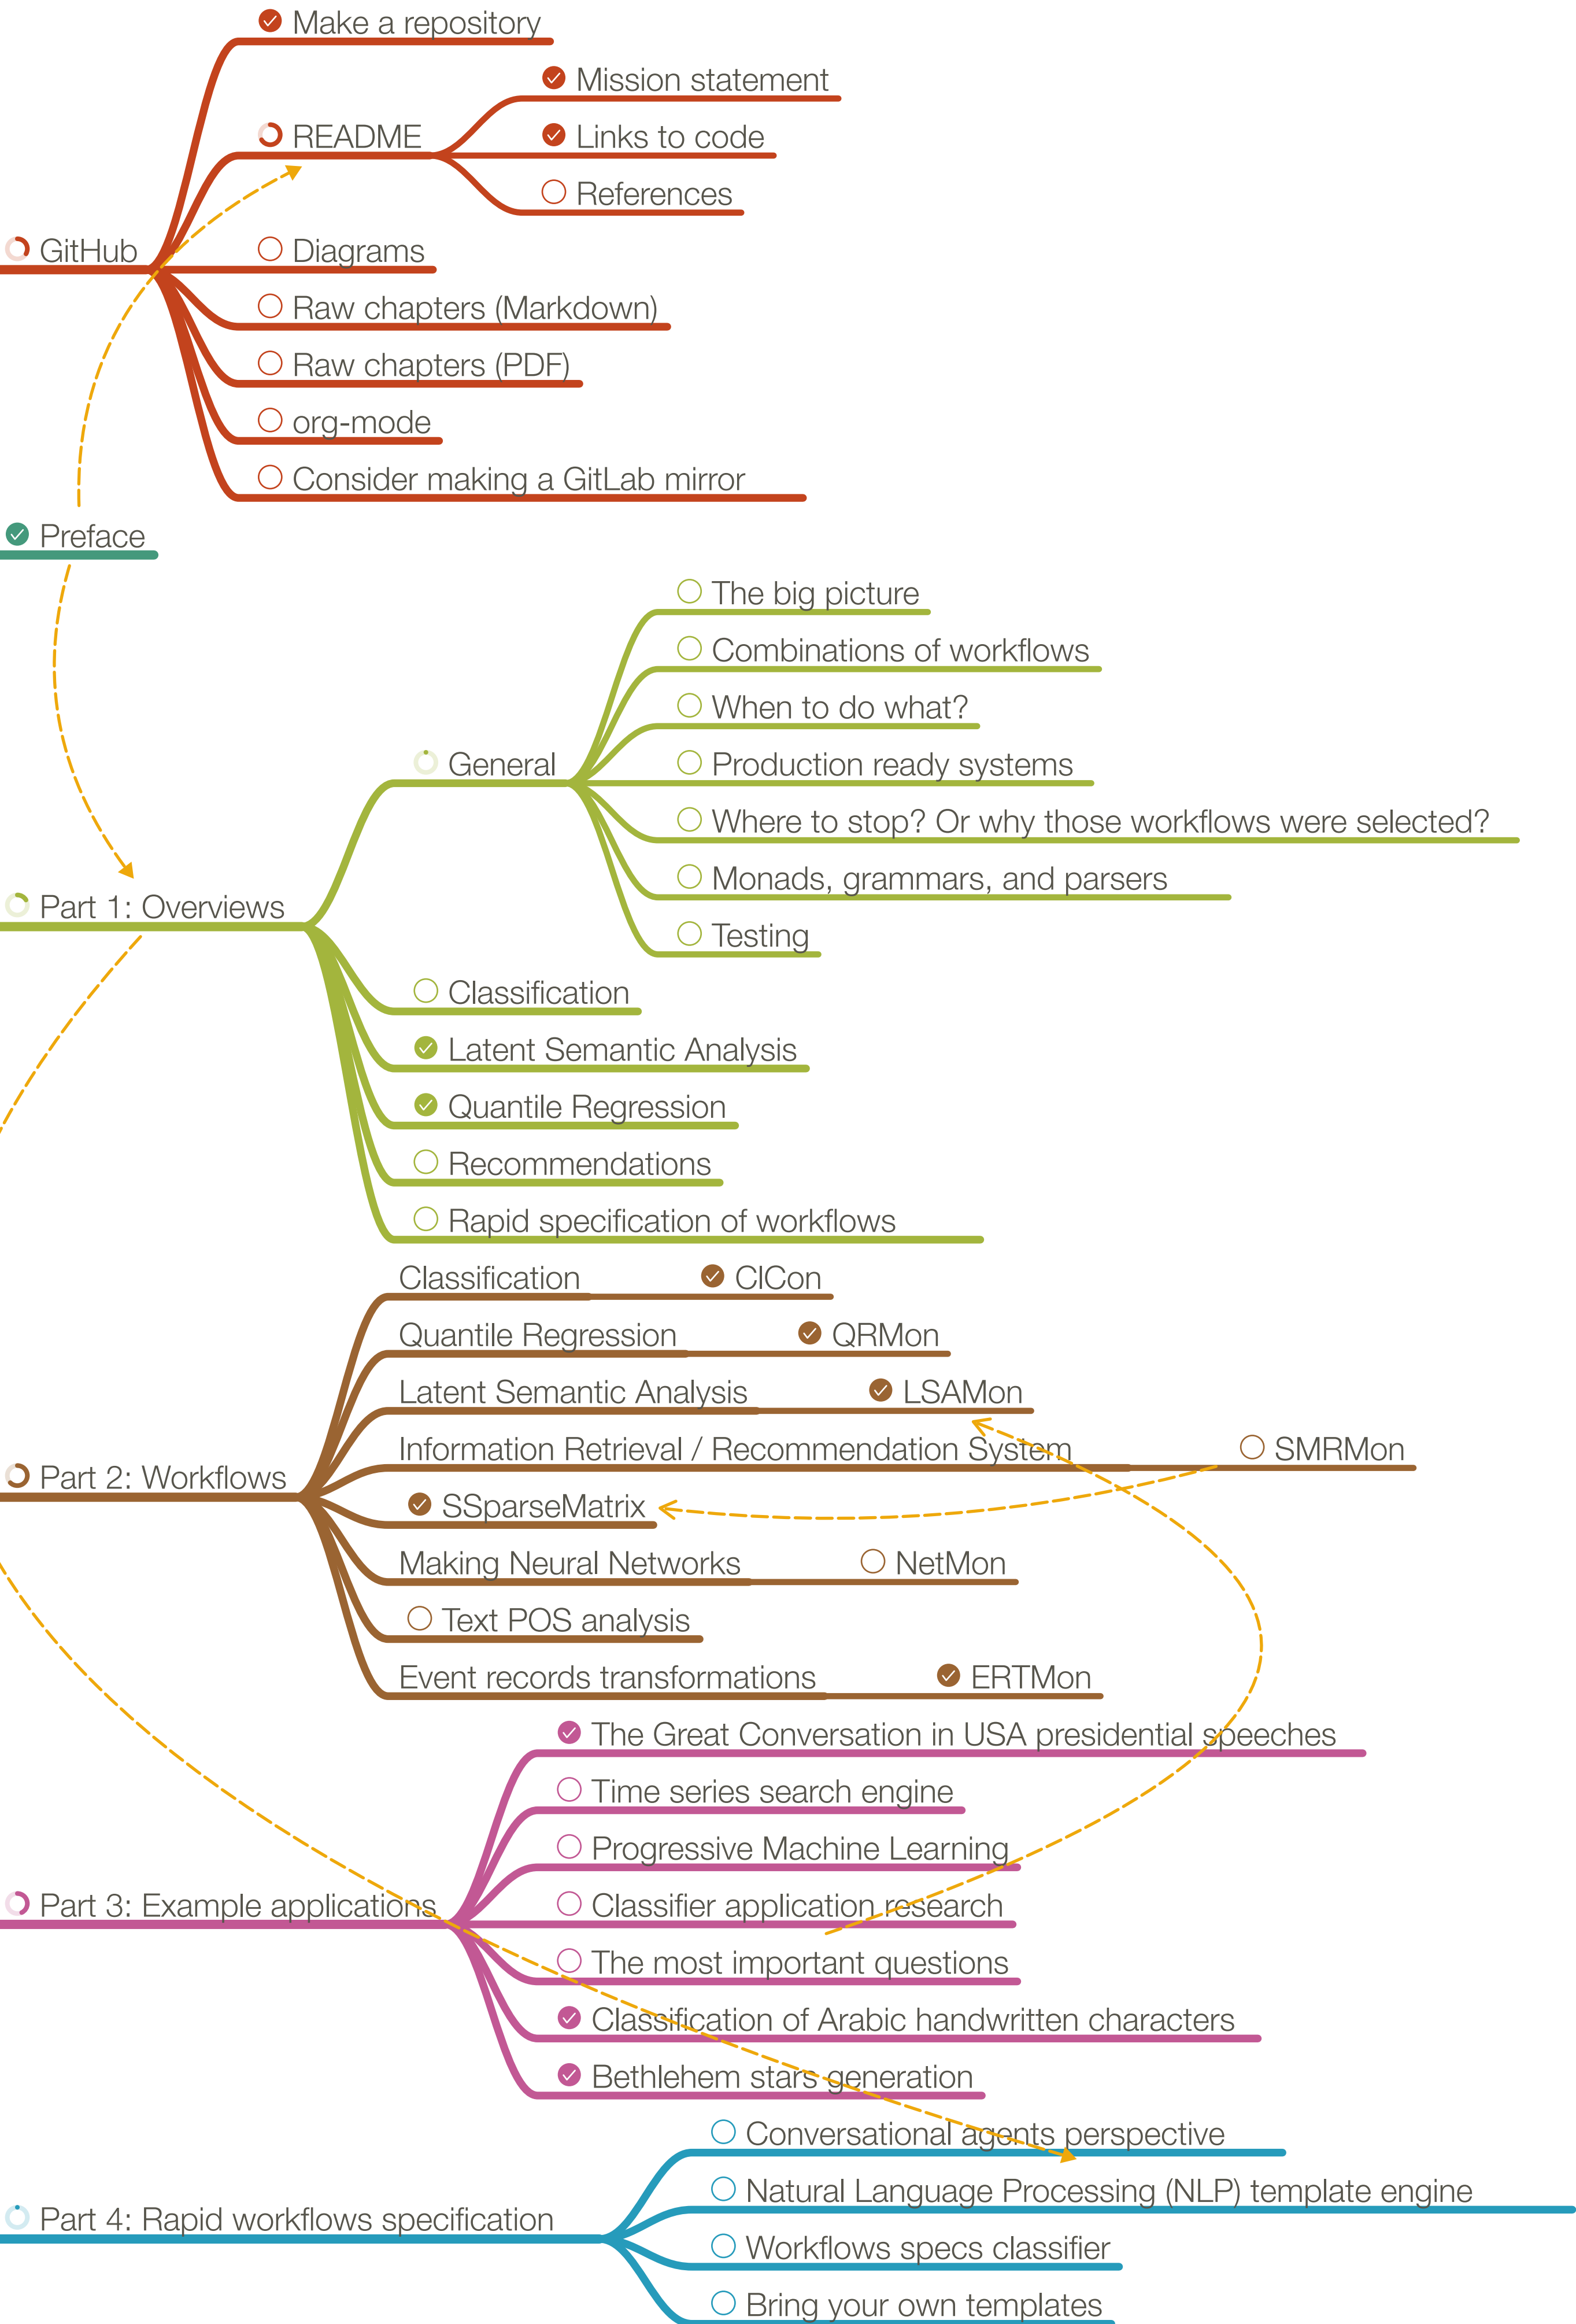 Make a repository
Mission statement
README
Links to code
References
GitHub
Diagrams
Raw chapters (Markdown)
Raw chapters (PDF)
org-mode
Consider making a GitLab mirror
Preface
The big picture
Combinations of workflows
When to do what?
General
Production ready systems
Where to stop? Or why those workflows were selected?
Monads, grammars, and parsers
Part 1: Overviews
Testing
Classification
Latent Semantic Analysis
Quantile Regression
Recommendations
Rapid specification of workflows
Classification
ClCon
Quantile Regression
QRMon
Latent Semantic Analysis
LSAMon
Information Retrieval / Recommendation System
SMRMon
Part 2: Workflows
SSparseMatrix
Making Neural Networks
NetMon
Text POS analysis
Event records transformations
ERTMon
The Great Conversation in USA presidential speeches
Time series search engine
Progressive Machine Learning
Part 3: Example applications
Classifier application research
The most important questions
Classification of Arabic handwritten characters
Bethlehem stars generation
Conversational agents perspective
Natural Language Processing (NLP) template engine
Part 4: Rapid workflows specification
Workflows specs classifier
Bring your own templates